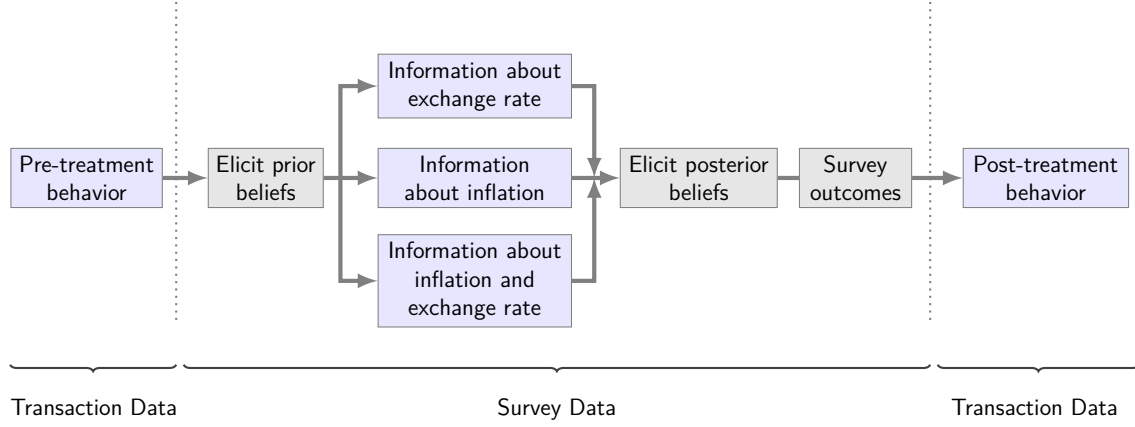 Pre-treatment
behavior
Elicit prior
beliefs
Information about
exchange rate
Information
about inflation
Information about
inflation and
exchange rate
Elicit posterior
beliefs
Survey
outcomes
Post-treatment
behavior
Transaction Data
Survey Data
Transaction Data